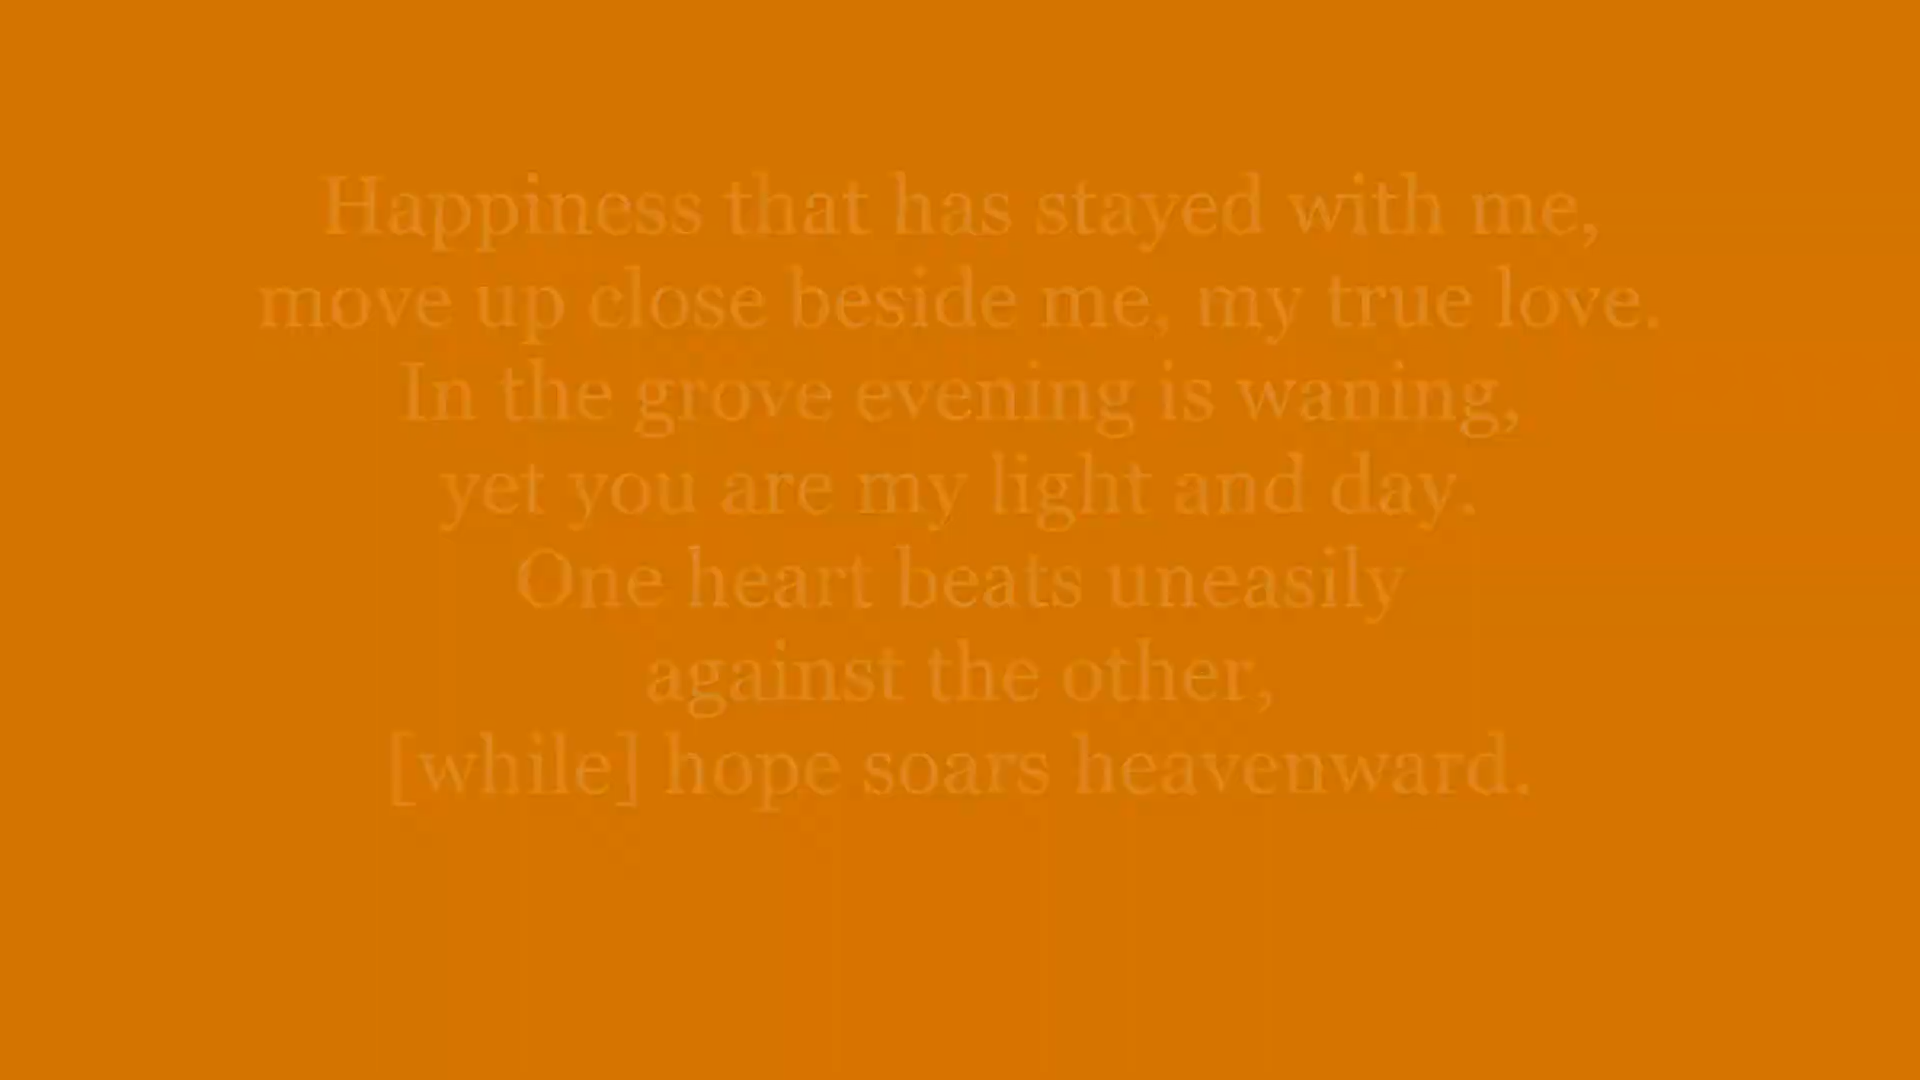 Happiness that has stayed with me,
move up close beside me, my true love.
In the grove evening is waning,
yet you are my light and day.
One heart beats uneasily
against the other,
[while] hope soars heavenward.